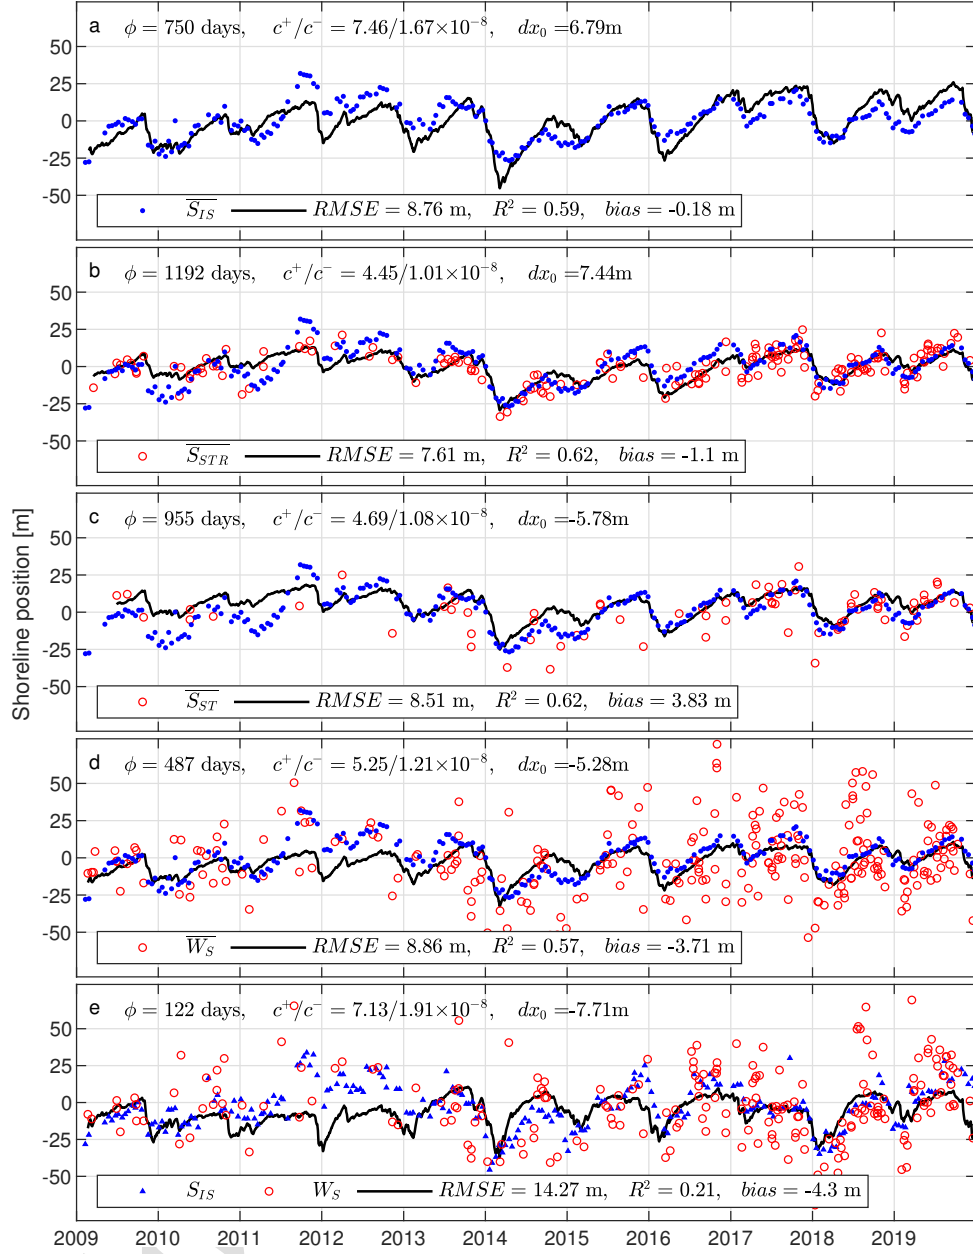 a ϕ = 750 days, c⁺/c⁻ = 7.46/1.67×10⁻⁸, dx₀ =6.79m
50
25
0
-25
-50
S_IS RMSE = 8.76 m, R² = 0.59, bias = -0.18 m
b ϕ = 1192 days, c⁺/c⁻ = 4.45/1.01×10⁻⁸, dx₀ =7.44m
50
25
0
-25
-50
S_STR RMSE = 7.61 m, R² = 0.62, bias = -1.1 m
Shoreline position [m]
c ϕ = 955 days, c⁺/c⁻ = 4.69/1.08×10⁻⁸, dx₀ =-5.78m
50
25
0
-25
-50
S_ST RMSE = 8.51 m, R² = 0.62, bias = 3.83 m
d ϕ = 487 days, c⁺/c⁻ = 5.25/1.21×10⁻⁸, dx₀ =-5.28m
50
25
0
-25
-50
W_S RMSE = 8.86 m, R² = 0.57, bias = -3.71 m
e ϕ = 122 days, c⁺/c⁻ = 7.13/1.91×10⁻⁸, dx₀ =-7.71m
50
25
0
-25
-50
S_IS W_S RMSE = 14.27 m, R² = 0.21, bias = -4.3 m
2009 2010 2011 2012 2013 2014 2015 2016 2017 2018 2019